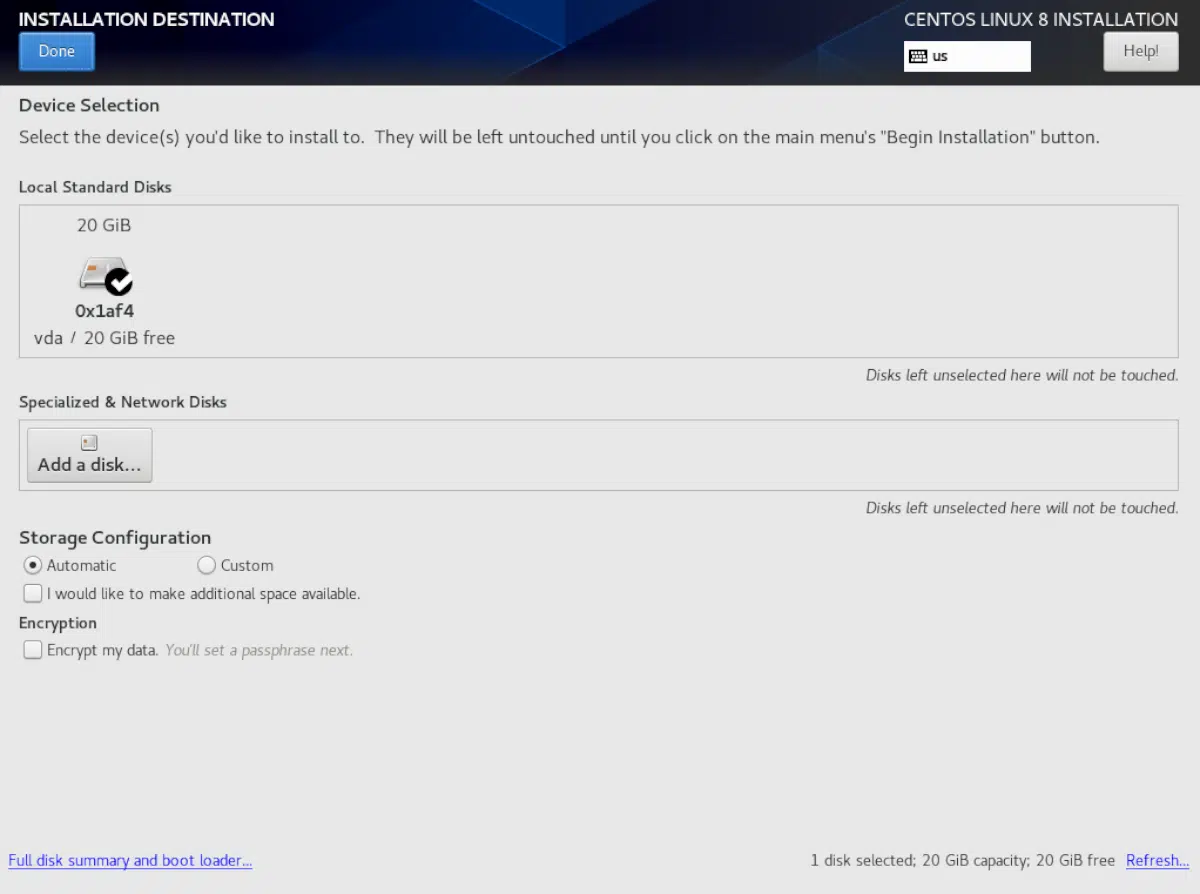 INSTALLATION DESTINATION
CENTOS LINUX 8 INSTALLATION
Done
us
Help!
Device Selection
Select the device(s) you'd like to install to. They will be left untouched until you click on the main menu's "Begin Installation" button.
Local Standard Disks
20 GiB
0x1af4
vda / 20 GiB free
Disks left unselected here will not be touched.
Specialized & Network Disks
Add a disk...
Disks left unselected here will not be touched.
Storage Configuration
Automatic
Custom
I would like to make additional space available.
Encryption
Encrypt my data. You'll set a passphrase next.
Full disk summary and boot loader...
1 disk selected; 20 GiB capacity; 20 GiB free Refresh...